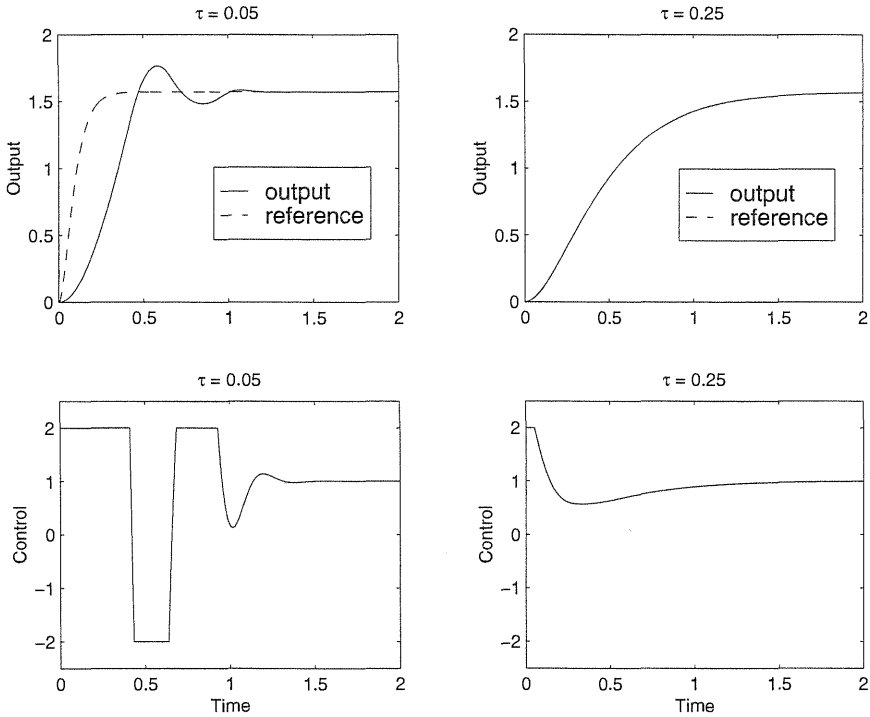 τ = 0.05
2
1.5
1
0.5
0
Output
output
reference
0
0.5
1
1.5
2
τ = 0.25
2
1.5
1
0.5
0
Output
output
reference
0
0.5
1
1.5
2
τ = 0.05
2
1
0
−1
−2
Control
0
0.5
1
1.5
2
Time
τ = 0.25
2
1
0
−1
−2
Control
0
0.5
1
1.5
2
Time